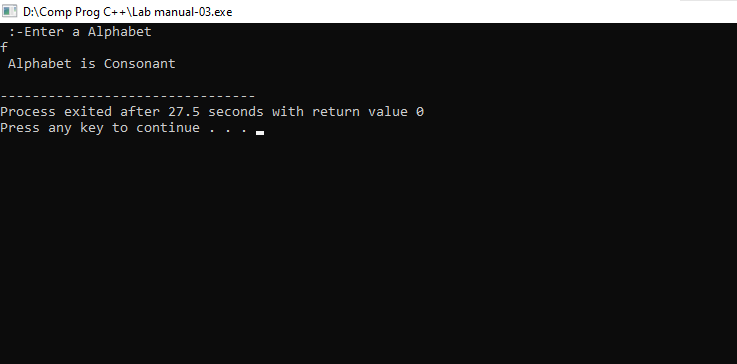 D:\Comp Prog C++\Lab manual-03.exe
:-Enter a Alphabet
f
Alphabet is Consonant
--------------------------------
Process exited after 27.5 seconds with return value 0
Press any key to continue . . .